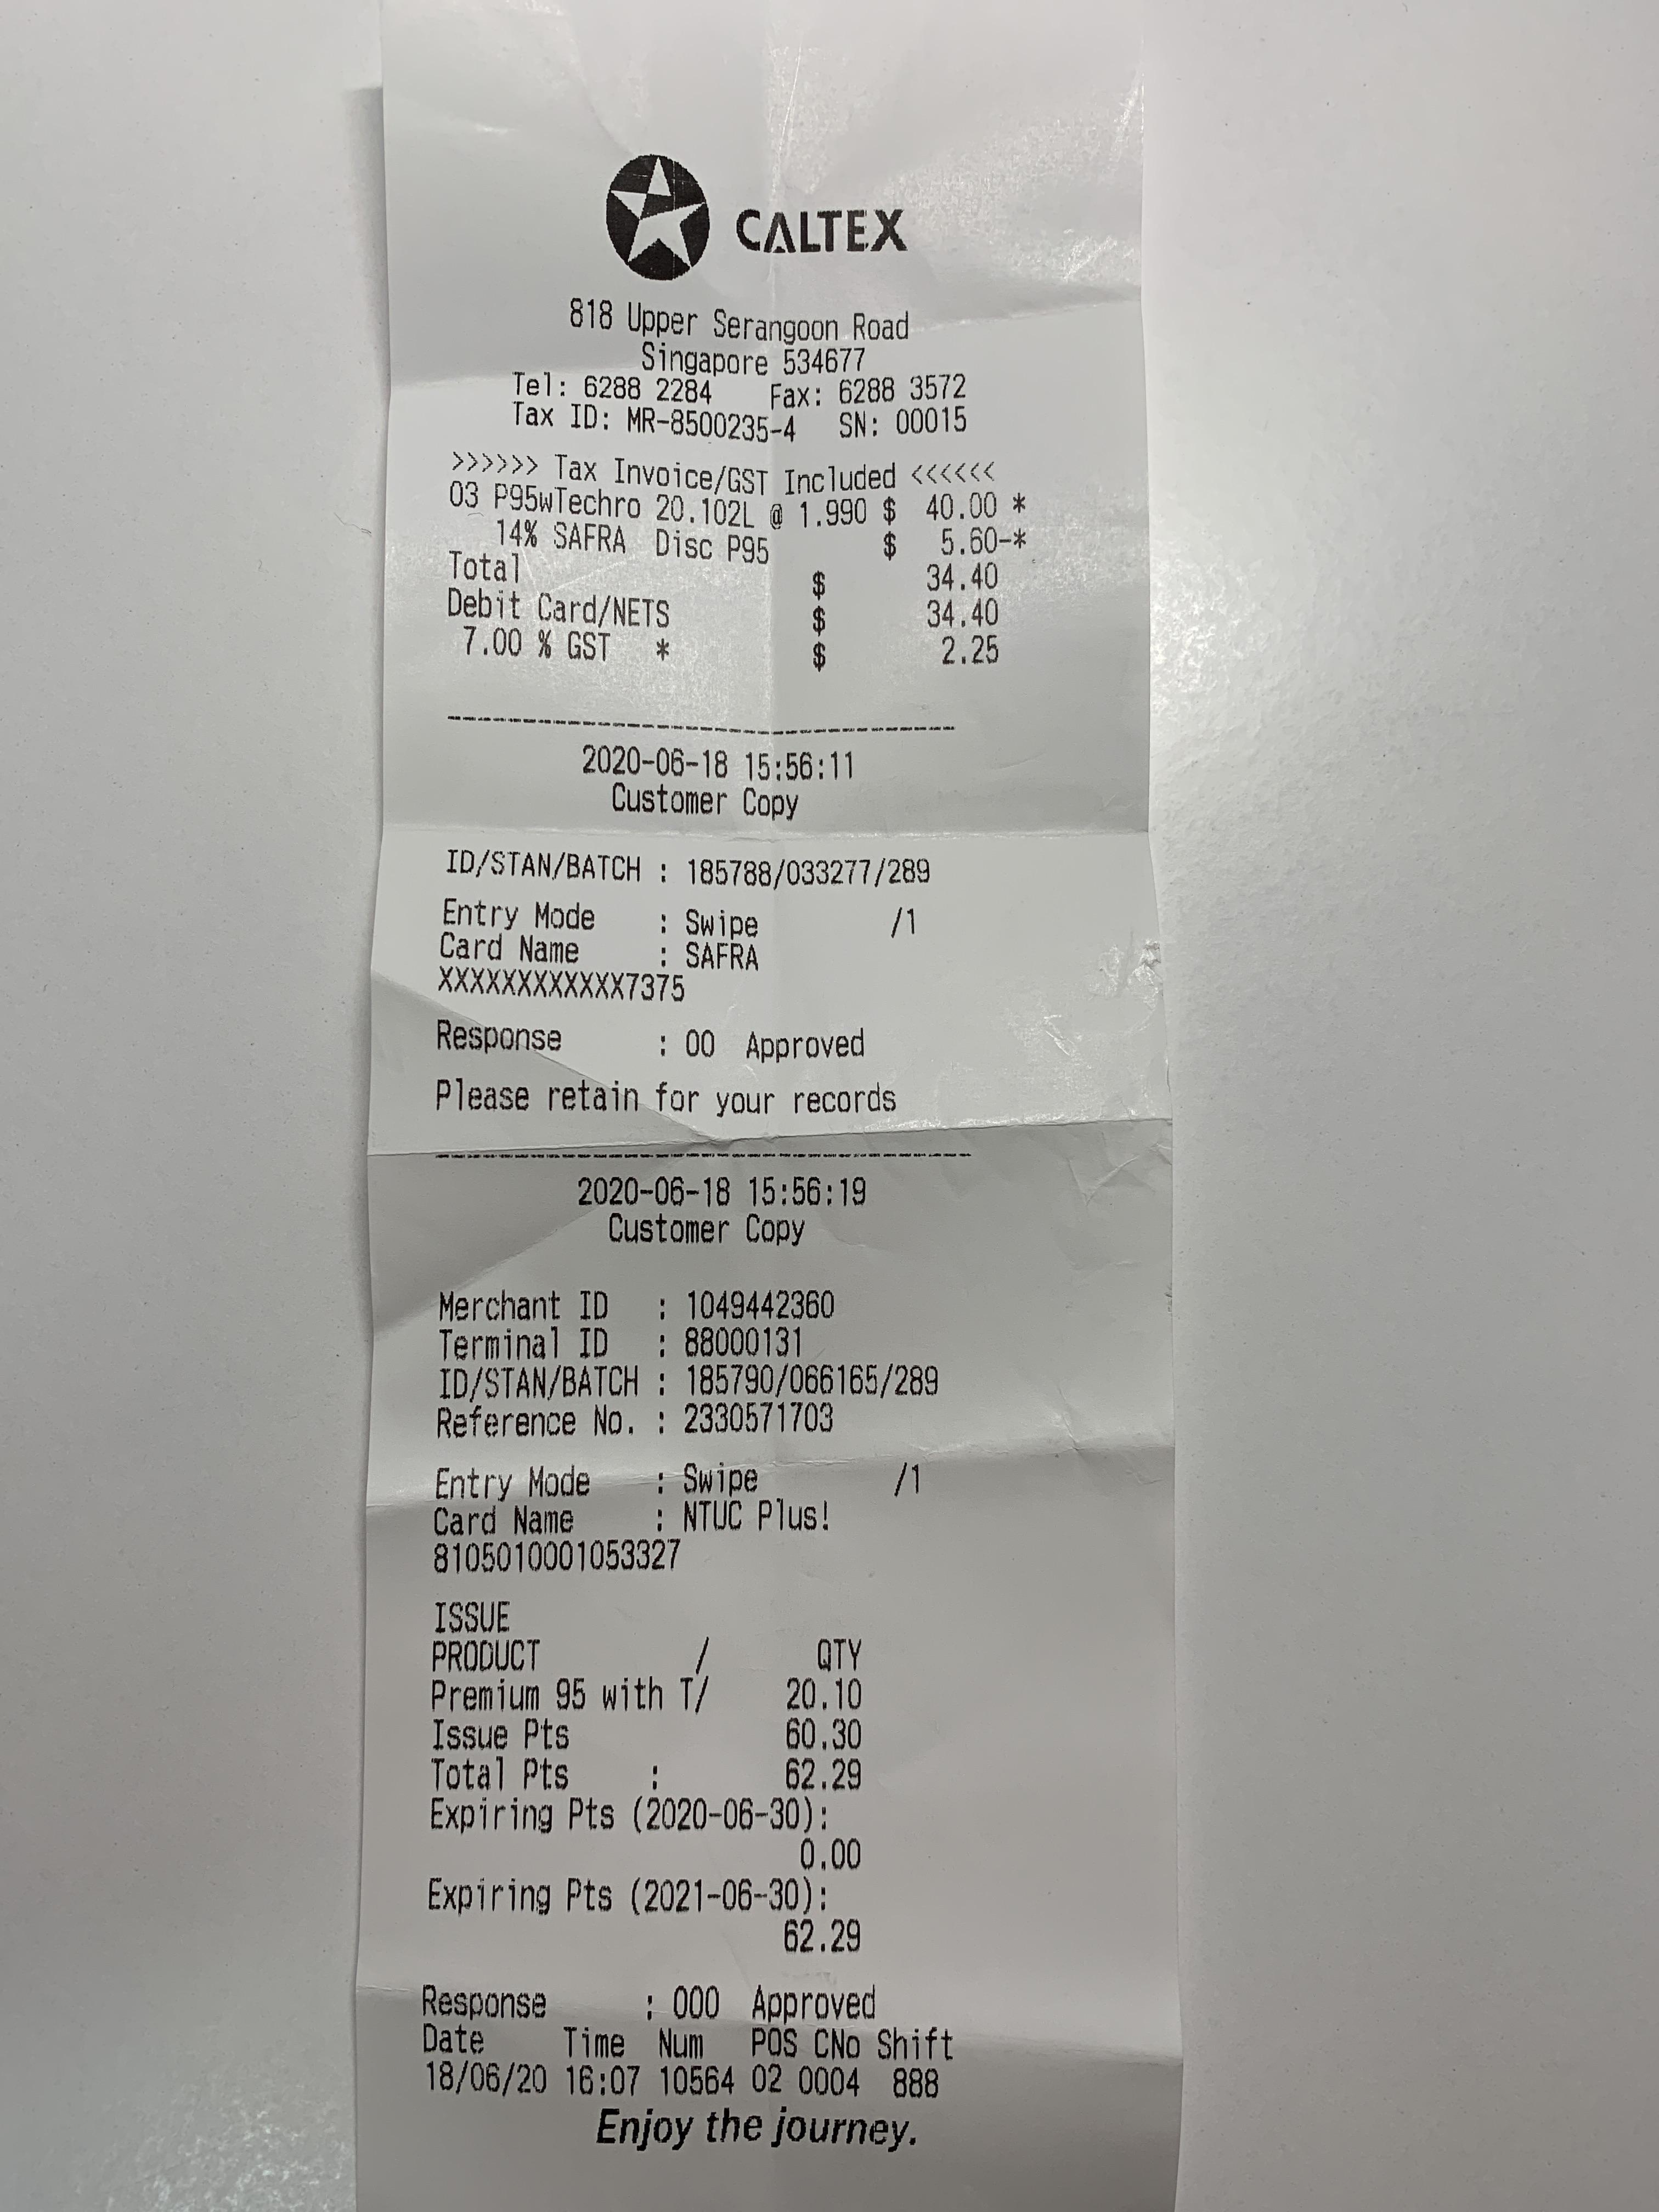 CALTEX
818 Upper Serangoon Road
Singapore 534677
Tel: 6288 2284 Fax: 6288 3572
Tax ID: MR-8500235-4 SN: 00015
>>>>>> Tax Invoice/GST Included <<<<<<
03 P95wTechro 20.102L @ 1.990 $ 40.00 *
14% SAFRA Disc P95 $ 5.60-*
Total $ 34.40
Debit Card/NETS $ 34.40
7.00 % GST * $ 2.25
2020-06-18 15:56:11
Customer Copy
ID/STAN/BATCH : 185788/033277/289
Entry Mode : Swipe /1
Card Name : SAFRA
XXXXXXXXXXXX7375
Response : 00 Approved
Please retain for your records
2020-06-18 15:56:19
Customer Copy
Merchant ID : 1049442360
Terminal ID : 88000131
ID/STAN/BATCH : 185790/066165/289
Reference No. : 2330571703
Entry Mode : Swipe /1
Card Name : NTUC Plus!
8105010001053327
ISSUE
PRODUCT / QTY
Premium 95 with T/ 20.10
Issue Pts 60.30
Total Pts : 62.29
Expiring Pts (2020-06-30):
0.00
Expiring Pts (2021-06-30):
62.29
Response : 000 Approved
Date Time Num POS CNo Shift
18/06/20 16:07 10564 02 0004 888
Enjoy the journey.